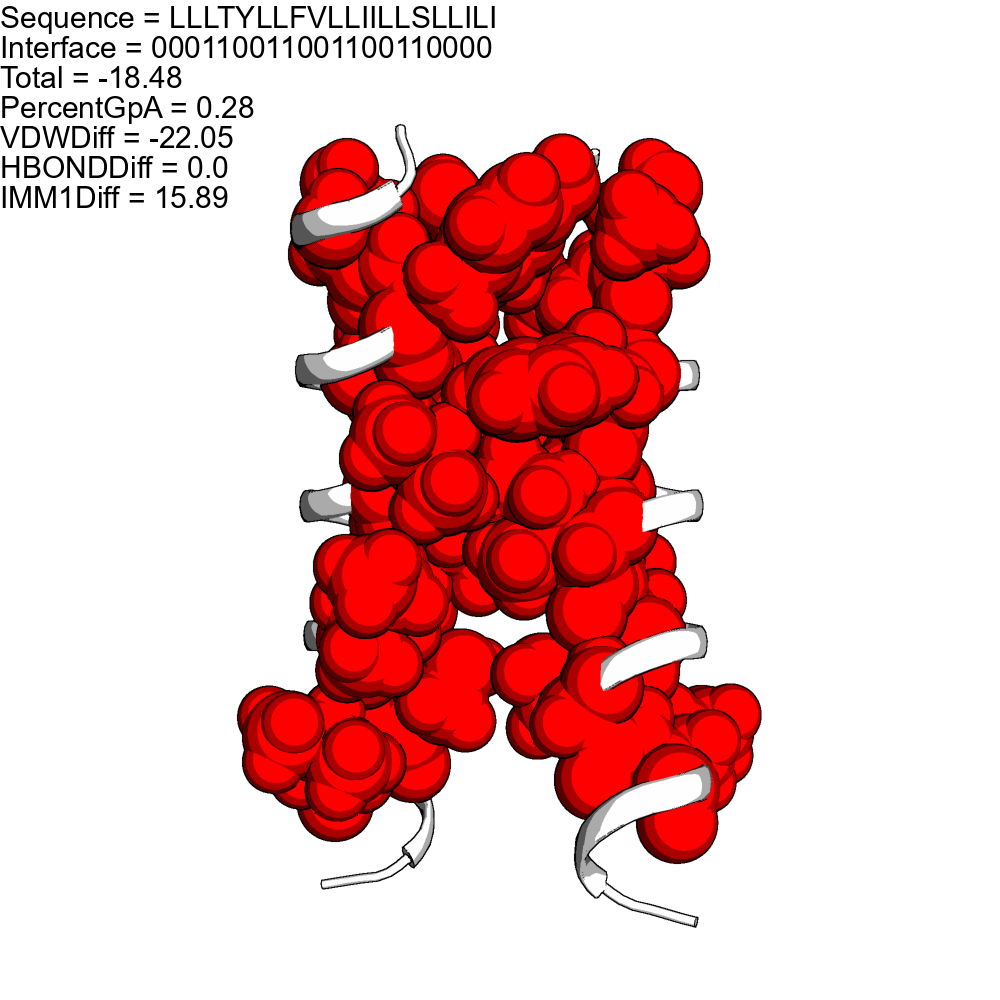 Sequence = LLLTYLLFVLLIILLSLLILI
Interface = 000110011001100110000
Total = -18.48
PercentGpA = 0.28
VDWDiff = -22.05
HBONDDiff = 0.0
IMM1Diff = 15.89